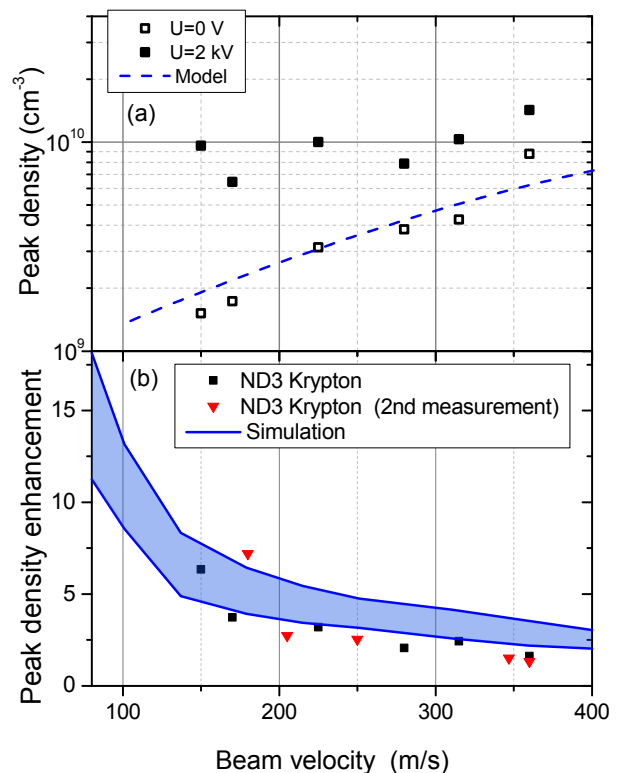 U=0 V
U=2 kV
Model
(a)
Peak density (cm⁻³)
10¹⁰
10⁹
(b)
ND3 Krypton
ND3 Krypton (2nd measurement)
Simulation
Peak density enhancement
15
10
5
0
100 200 300 400
Beam velocity (m/s)